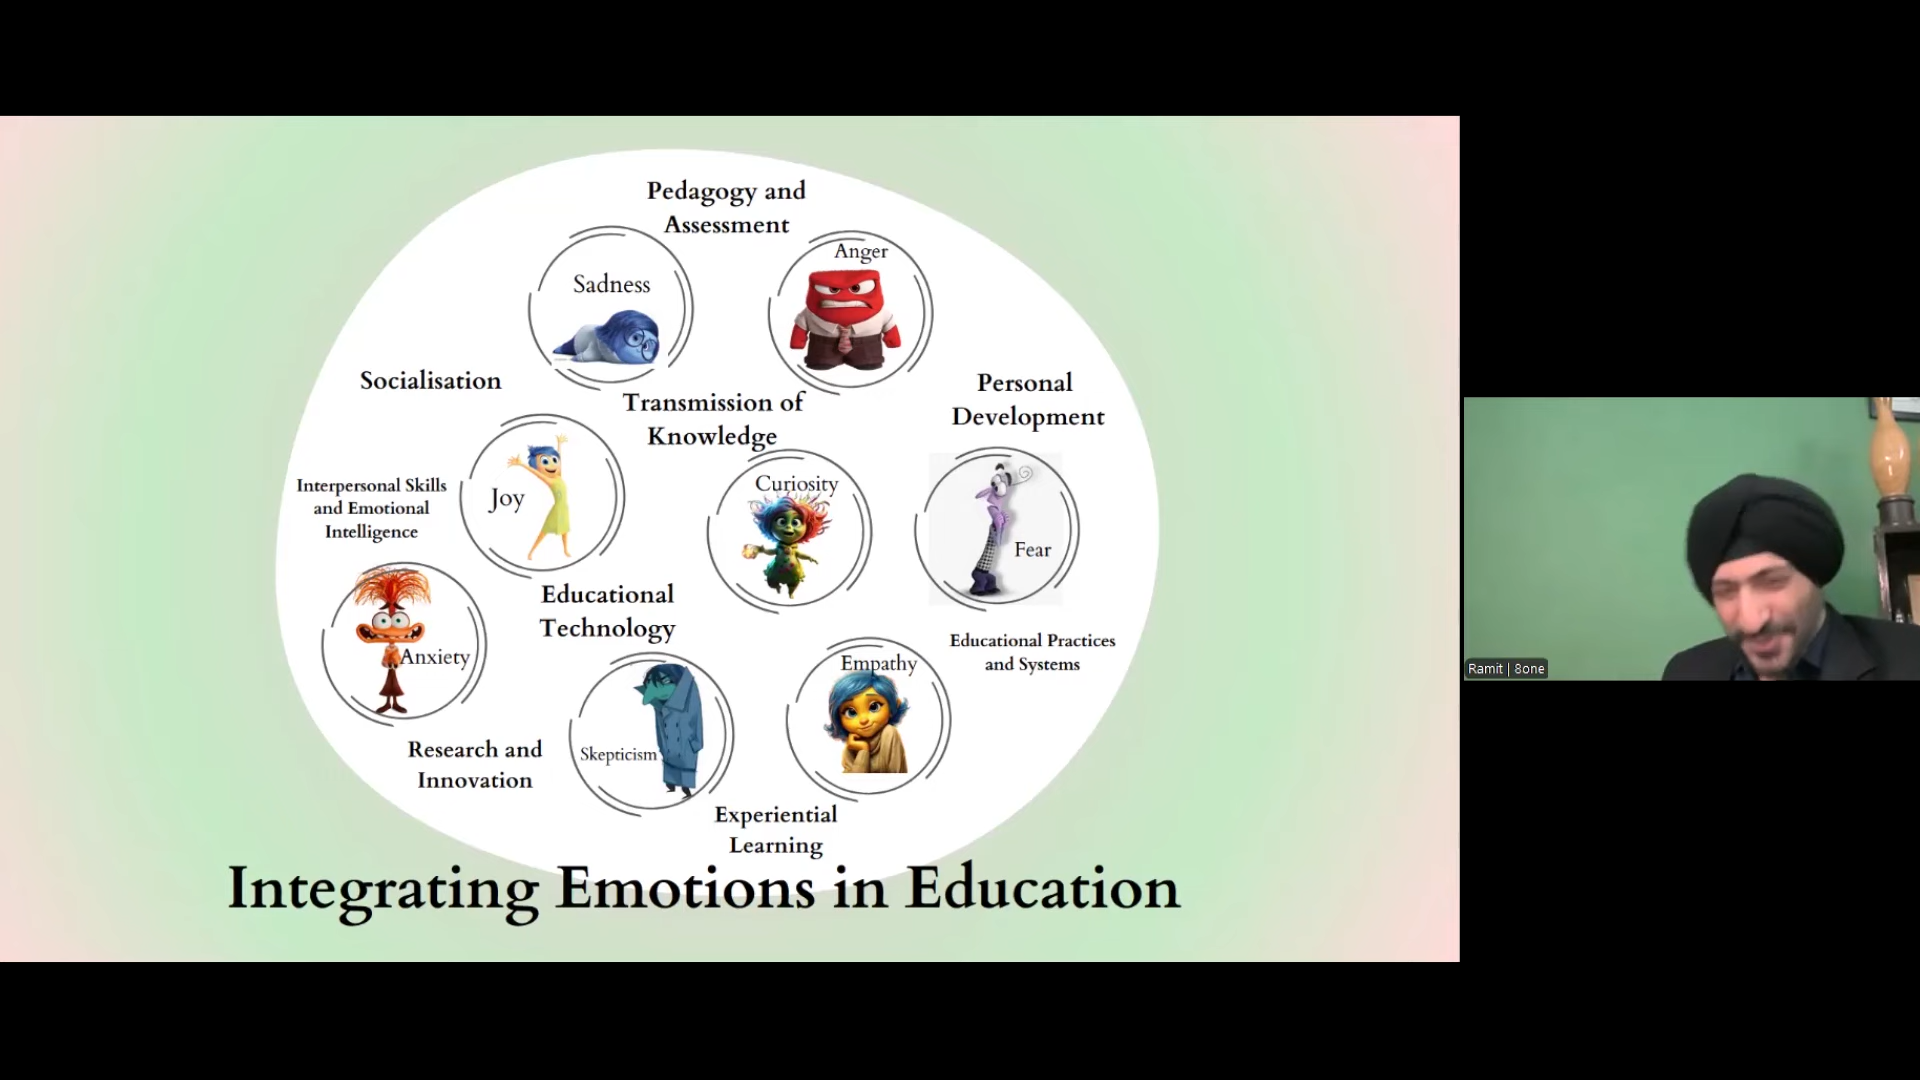 Pedagogy and
Assessment
Sadness
Anger
Socialisation
Transmission of
Knowledge
Personal
Development
Interpersonal Skills
and Emotional
Intelligence
Joy
Curiosity
Fear
Educational
Technology
Anxiety
Empathy
Educational Practices
and Systems
Research and
Innovation
Skepticism
Experiential
Learning
Integrating Emotions in Education
Ramit | 8one